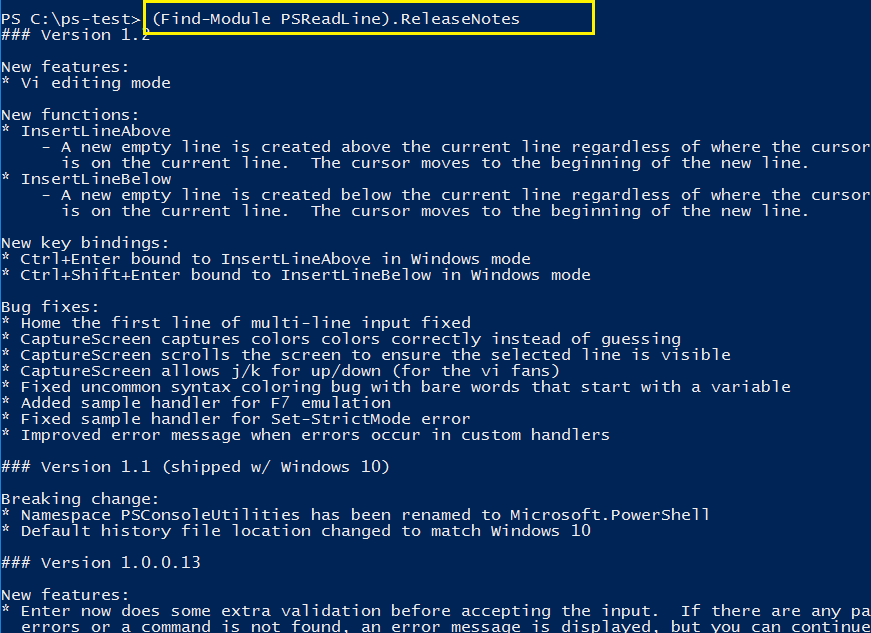 PS C:\ps-test> (Find-Module PSReadLine).ReleaseNotes
### Version 1.2

New features:
* Vi editing mode

New functions:
* InsertLineAbove
    - A new empty line is created above the current line regardless of where the cursor
      is on the current line.  The cursor moves to the beginning of the new line.
* InsertLineBelow
    - A new empty line is created below the current line regardless of where the cursor
      is on the current line.  The cursor moves to the beginning of the new line.

New key bindings:
* Ctrl+Enter bound to InsertLineAbove in Windows mode
* Ctrl+Shift+Enter bound to InsertLineBelow in Windows mode

Bug fixes:
* Home the first line of multi-line input fixed
* CaptureScreen captures colors colors correctly instead of guessing
* CaptureScreen scrolls the screen to ensure the selected line is visible
* CaptureScreen allows j/k for up/down (for the vi fans)
* Fixed uncommon syntax coloring bug with bare words that start with a variable
* Added sample handler for F7 emulation
* Fixed sample handler for Set-StrictMode error
* Improved error message when errors occur in custom handlers

### Version 1.1 (shipped w/ Windows 10)

Breaking change:
* Namespace PSConsoleUtilities has been renamed to Microsoft.PowerShell
* Default history file location changed to match Windows 10

### Version 1.0.0.13

New features:
* Enter now does some extra validation before accepting the input.  If there are any pa
  errors or a command is not found, an error message is displayed, but you can continue